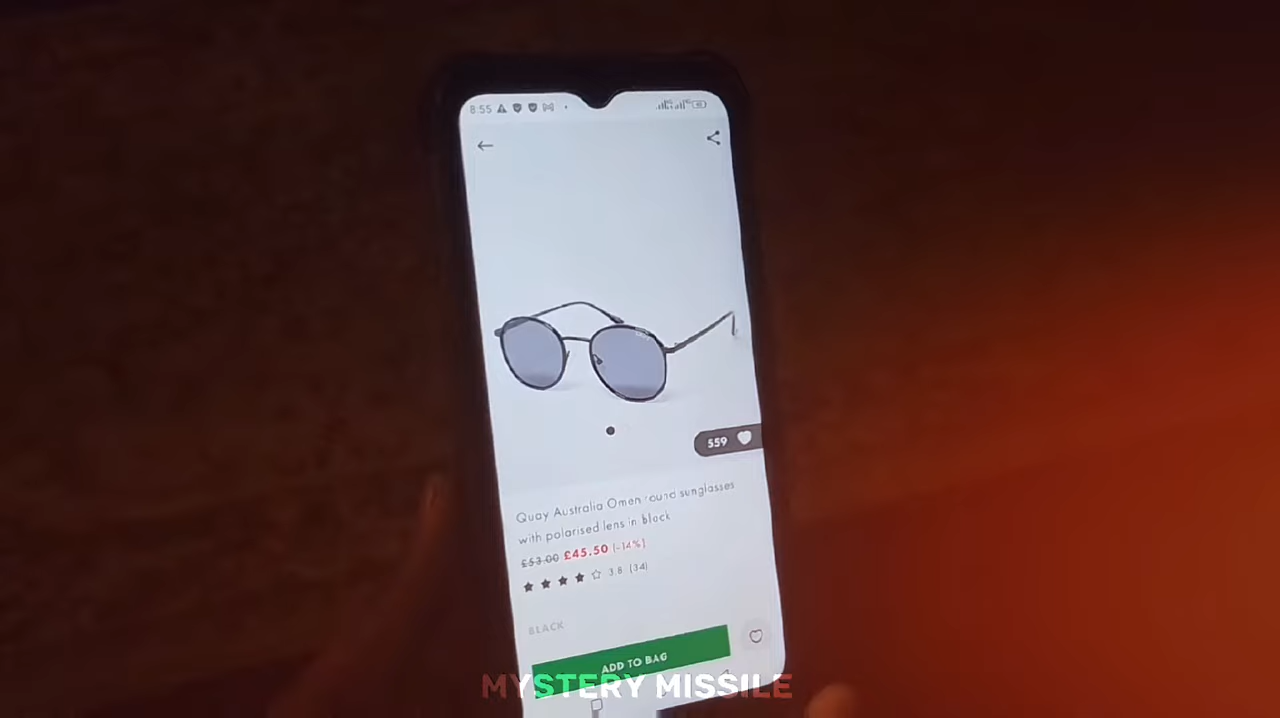 8:55
559
Quay Australia Omen round sunglasses
with polarised lens in black
£53.00 £45.50 (-14%)
3.8 (34)
BLACK
ADD TO BAG
MYSTERY MISSILE